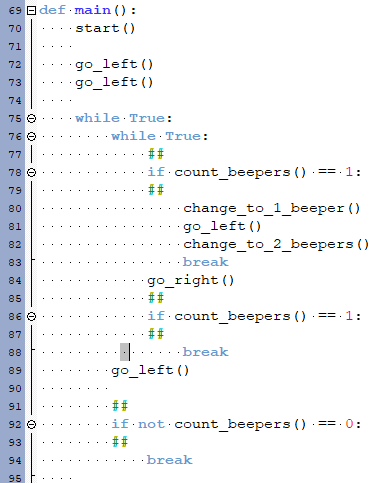 69 def main():
70 start()
71
72 go_left()
73 go_left()
74
75 while True:
76 while True:
77 ##
78 if count_beepers() == 1:
79 ##
80 change_to_1_beeper()
81 go_left()
82 change_to_2_beepers()
83 break
84 go_right()
85 ##
86 if count_beepers() == 1:
87 ##
88 break
89 go_left()
90
91 ##
92 if not count_beepers() == 0:
93 ##
94 break
95